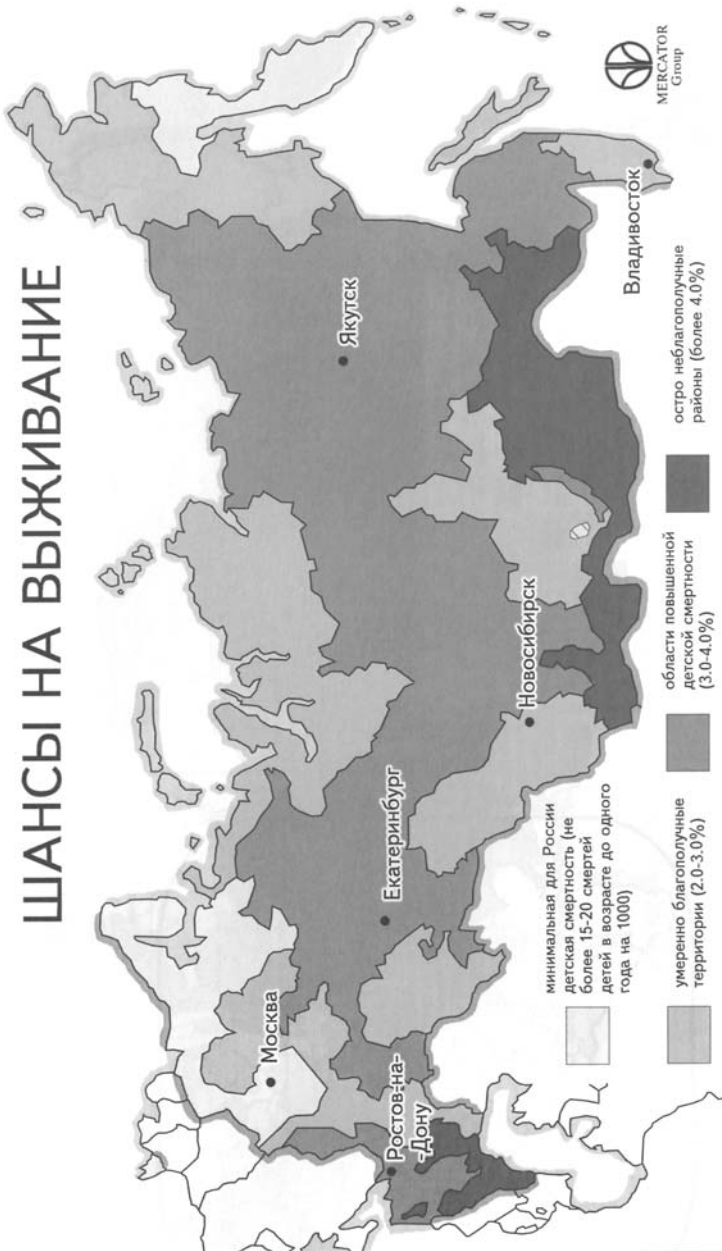 ШАНСЫ НА ВЫЖИВАНИЕ
Москва
Екатеринбург
Якутск
Ростов-на-
-Дону
Новосибирск
Владивосток
минимальная для России
детская смертность (не
более 15-20 смертей
детей в возрасте до одного
года на 1000)
умеренно благополучные
территории (2.0-3.0%)
области повышенной
детской смертности
(3.0-4.0%)
остро неблагополучные
районы (более 4.0%)
MERCATOR
Group